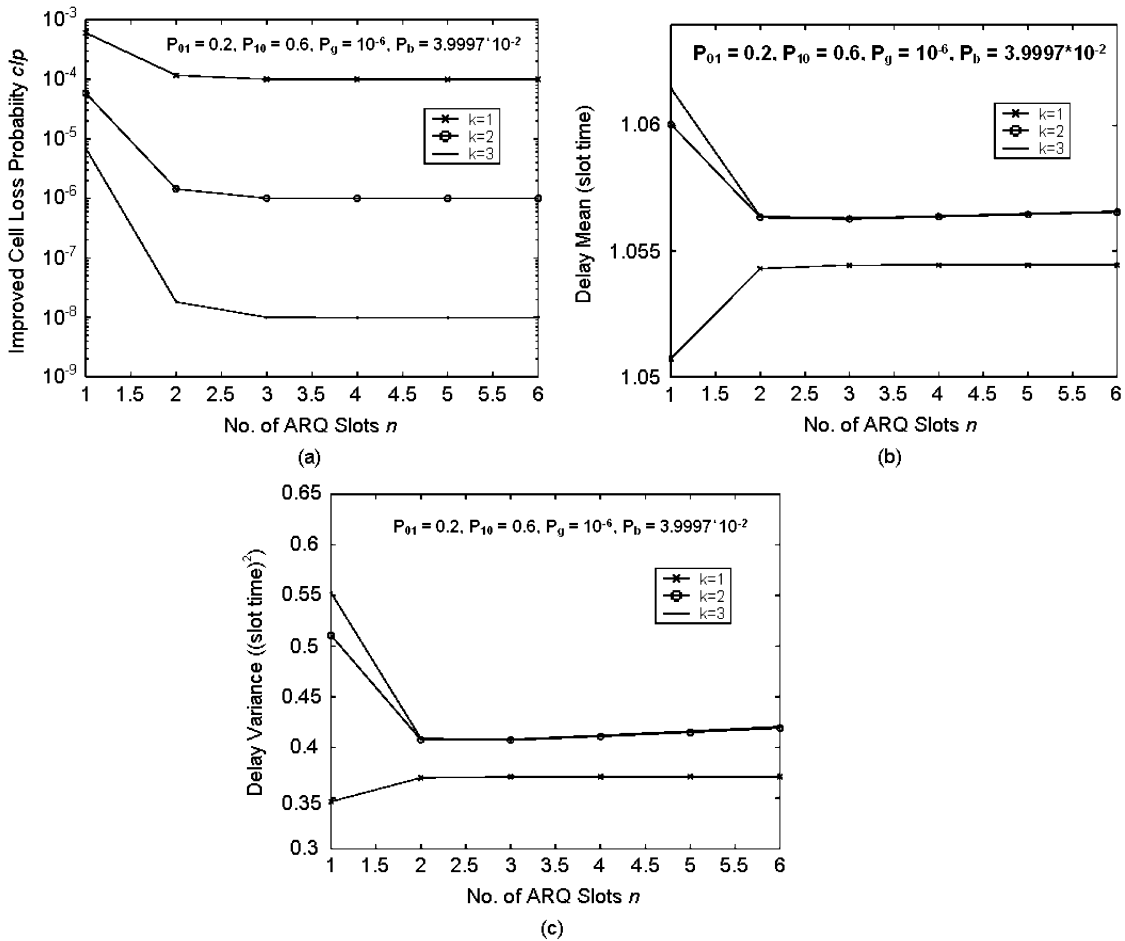 10-3
10-4
10-5
10-6
10-7
10-8
10-9
Improved Cell Loss Probabiity clp
P01 = 0.2, P10 = 0.6, Pg = 10-6, Pb = 3.9997*10-2
k=1
k=2
k=3
1 1.5 2 2.5 3 3.5 4 4.5 5 5.5 6
No. of ARQ Slots n
(a)
1.06
1.055
1.05
Delay Mean (slot time)
P01 = 0.2, P10 = 0.6, Pg = 10-6, Pb = 3.9997*10-2
k=1
k=2
k=3
1 1.5 2 2.5 3 3.5 4 4.5 5 5.5 6
No. of ARQ Slots n
(b)
0.65
0.6
0.55
0.5
0.45
0.4
0.35
0.3
Delay Variance ((slot time)2)
P01 = 0.2, P10 = 0.6, Pg = 10-6, Pb = 3.9997*10-2
k=1
k=2
k=3
1 1.5 2 2.5 3 3.5 4 4.5 5 5.5 6
No. of ARQ Slots n
(c)